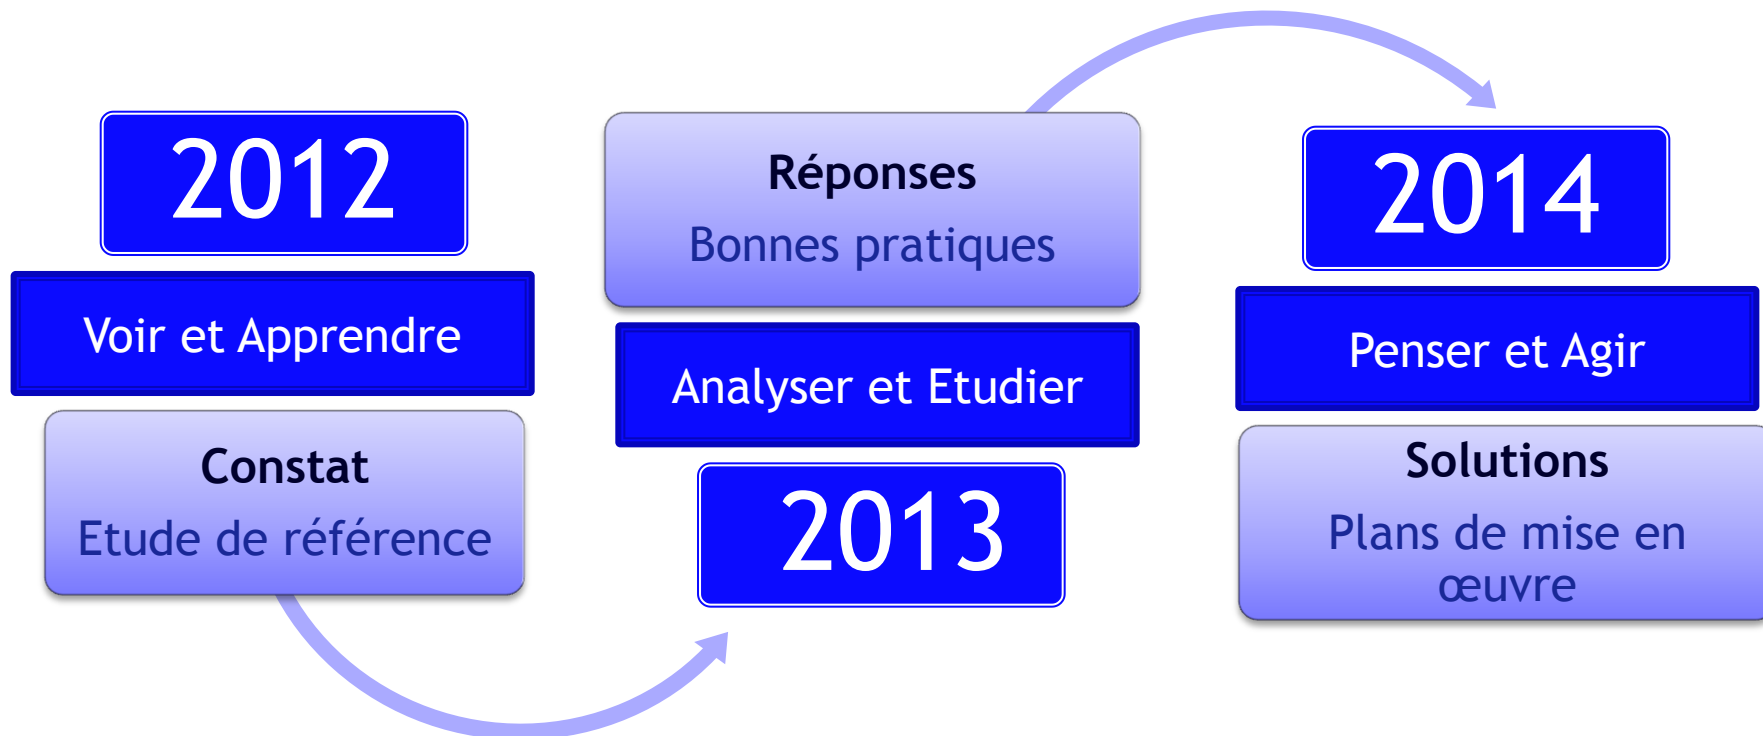 2012
Voir et Apprendre
Constat
Etude de référence
Réponses
Bonnes pratiques
Analyser et Etudier
2013
2014
Penser et Agir
Solutions
Plans de mise en
œuvre